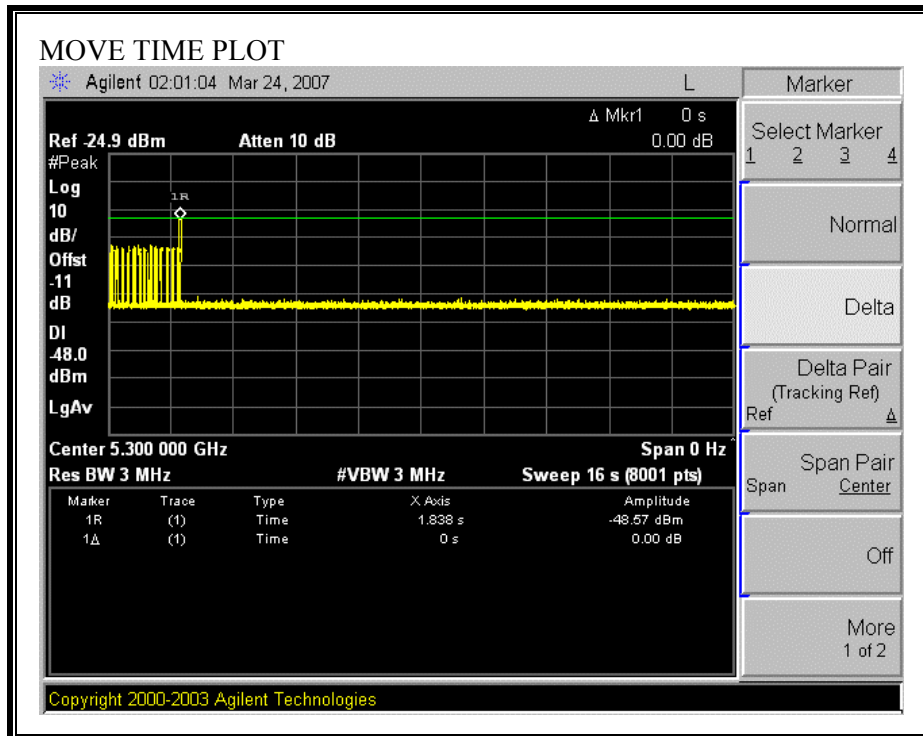 MOVE TIME PLOT
Agilent 02:01:04 Mar 24, 2007 L
Δ Mkr1 0 s
Ref -24.9 dBm Atten 10 dB 0.00 dB
#Peak
Log
10
dB/
Offst
-11
dB
DI
-48.0
dBm
LgAv
1R
Center 5.300 000 GHz Span 0 Hz
Res BW 3 MHz #VBW 3 MHz Sweep 16 s (8001 pts)
Marker Trace Type X Axis Amplitude
1R (1) Time 1.838 s -48.57 dBm
1Δ (1) Time 0 s 0.00 dB
Copyright 2000-2003 Agilent Technologies
Marker
Select Marker
1 2 3 4
Normal
Delta
Delta Pair
(Tracking Ref)
Ref Δ
Span Pair
Span Center
Off
More
1 of 2